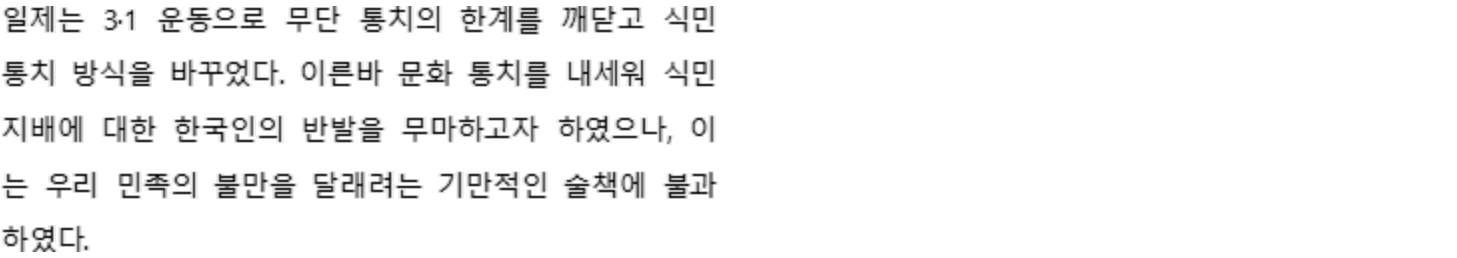 일제는 3·1 운동으로 무단 통치의 한계를 깨닫고 식민
통치 방식을 바꾸었다. 이른바 문화 통치를 내세워 식민
지배에 대한 한국인의 반발을 무마하고자 하였으나, 이
는 우리 민족의 불만을 달래려는 기만적인 술책에 불과
하였다.